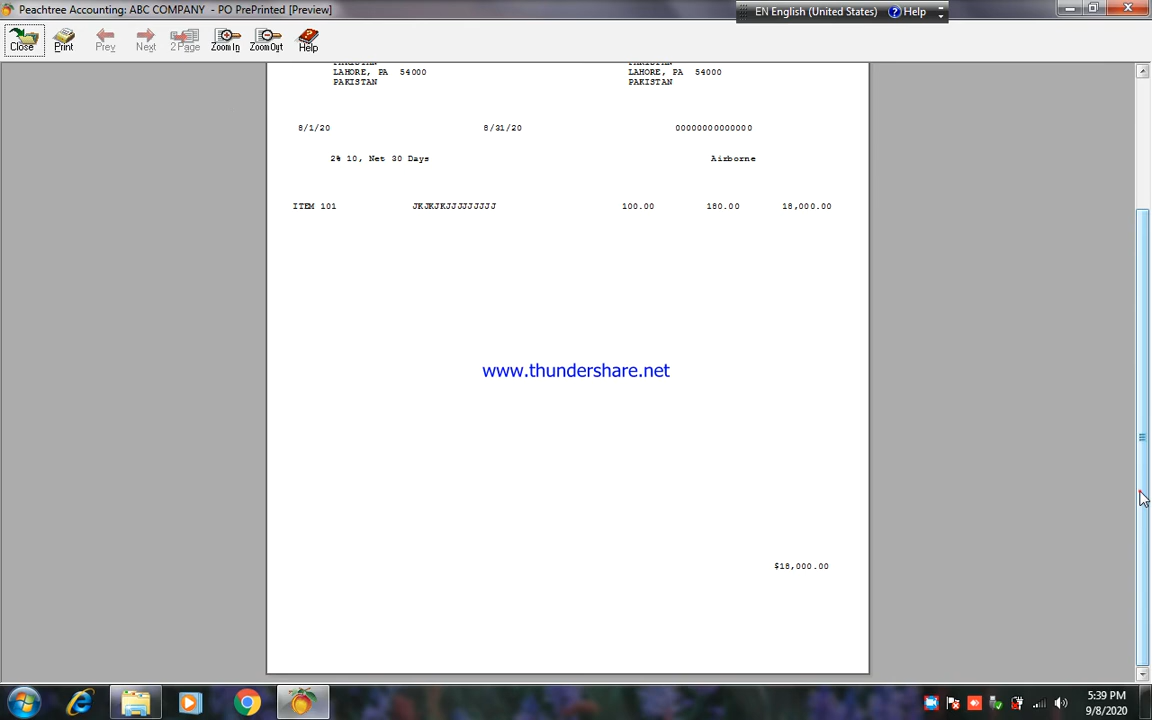 Peachtree Accounting: ABC COMPANY - PO PrePrinted [Preview]
EN English (United States) Help
Close Print Prev Next 2 Page Zoom In Zoom Out Help
LAHORE, PA 54000 LAHORE, PA 54000
PAKISTAN PAKISTAN
8/1/20 8/31/20 00000000000000
2% 10, Net 30 Days Airborne
ITEM 101 JKJKJKJJJJJJJJJ 100.00 180.00 18,000.00
www.thundershare.net
$18,000.00
5:39 PM
9/8/2020